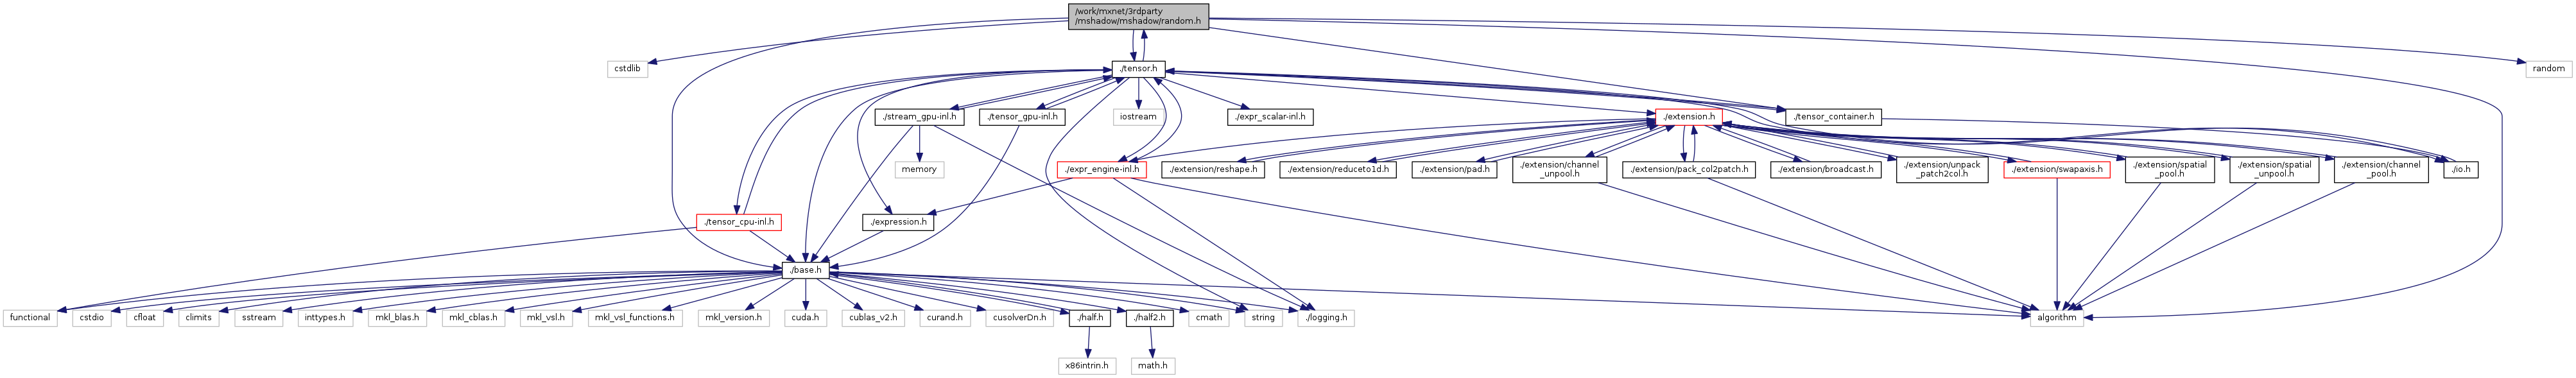 /work/mxnet/3rdparty
/mshadow/mshadow/random.h
cstdlib
./tensor.h
random
./stream_gpu-inl.h
./tensor_gpu-inl.h
iostream
./expr_scalar-inl.h
./extension.h
./tensor_container.h
memory
./expr_engine-inl.h
./extension/reshape.h
./extension/reduceto1d.h
./extension/pad.h
./extension/channel
_unpool.h
./extension/pack_col2patch.h
./extension/broadcast.h
./extension/unpack
_patch2col.h
./extension/swapaxis.h
./extension/spatial
_pool.h
./extension/spatial
_unpool.h
./extension/channel
_pool.h
./io.h
./tensor_cpu-inl.h
./expression.h
./base.h
functional
cstdio
cfloat
climits
sstream
inttypes.h
mkl_blas.h
mkl_cblas.h
mkl_vsl.h
mkl_vsl_functions.h
mkl_version.h
cuda.h
cublas_v2.h
curand.h
cusolverDn.h
./half.h
./half2.h
cmath
string
./logging.h
algorithm
x86intrin.h
math.h